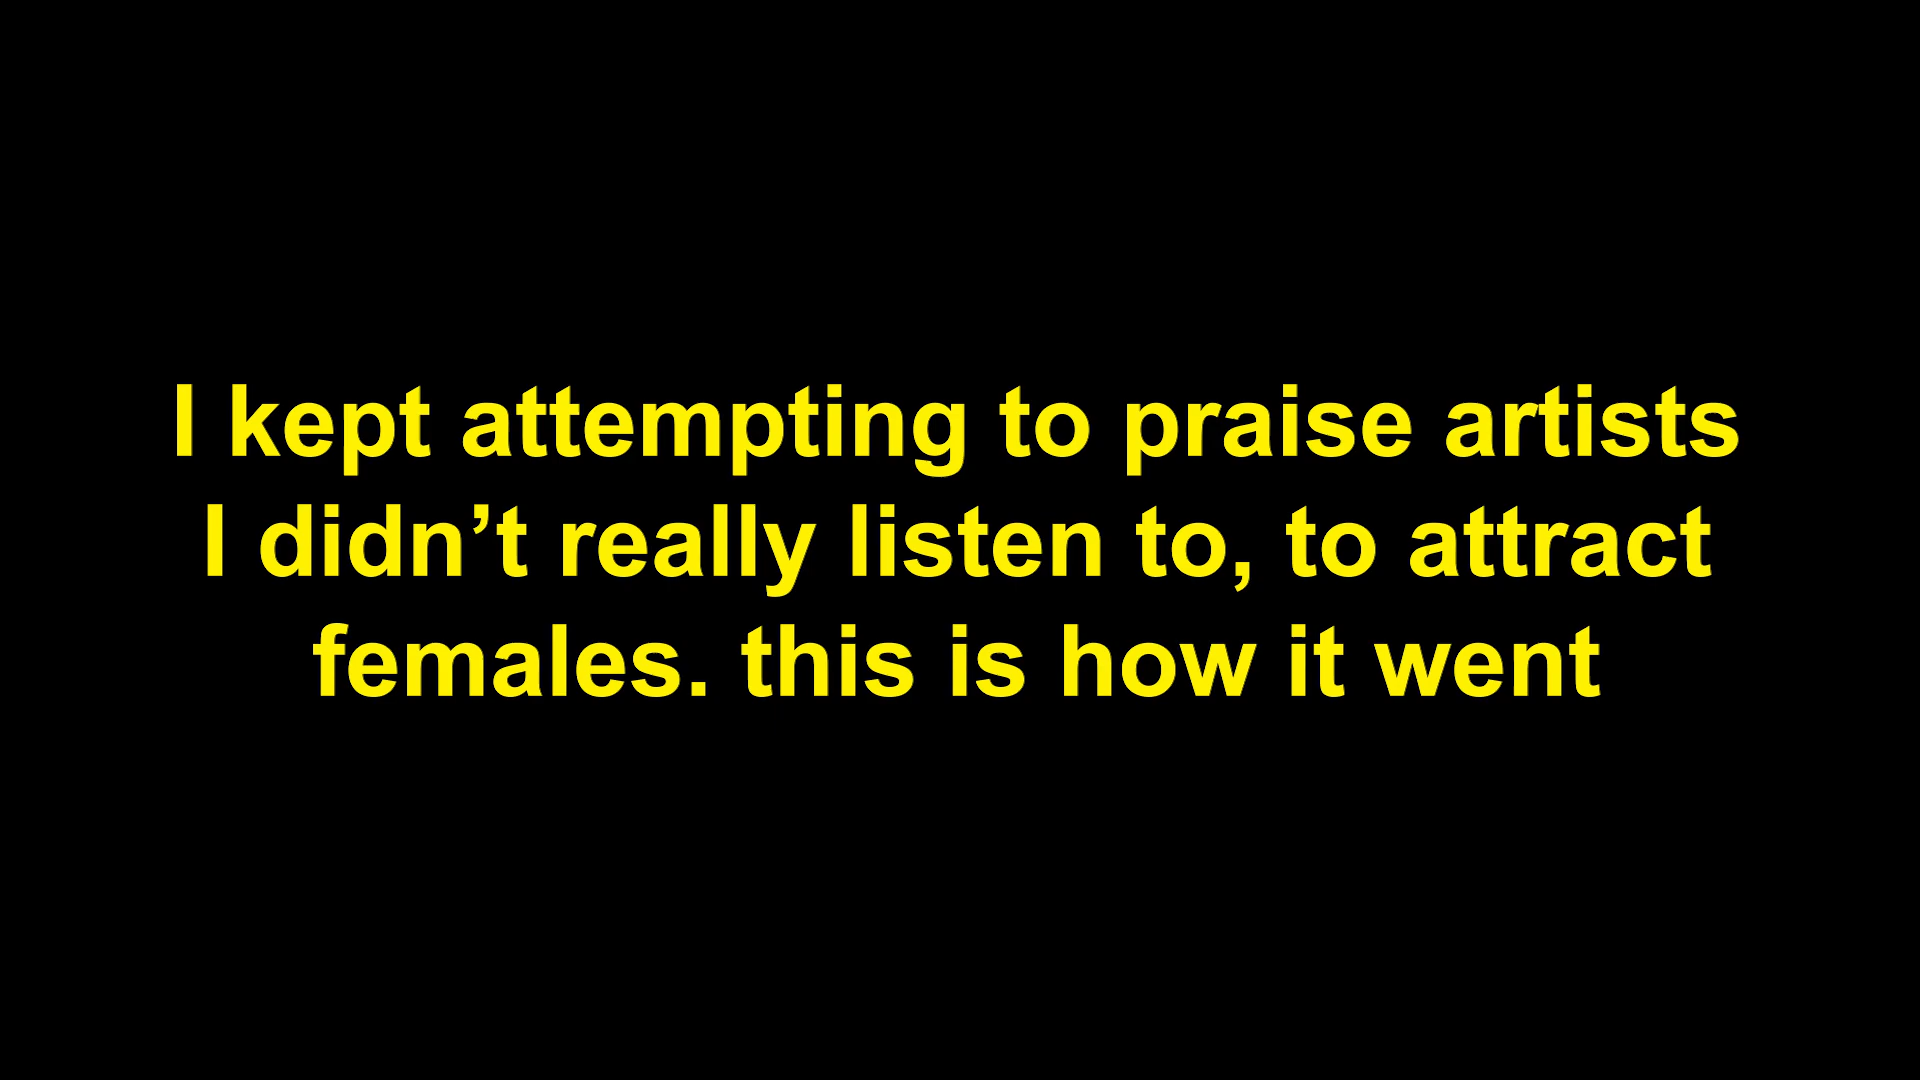 I kept attempting to praise artists
I didn’t really listen to, to attract
females. this is how it went